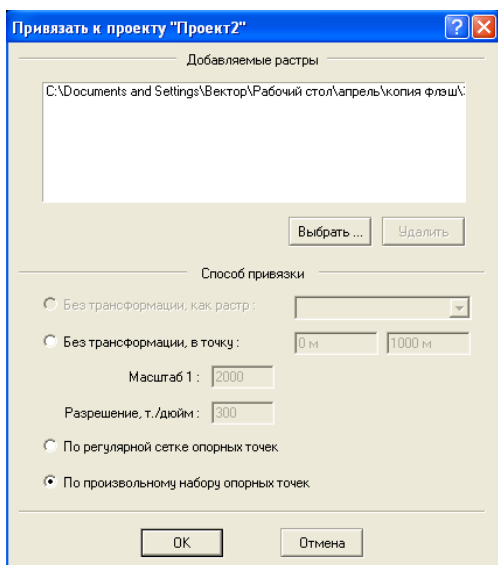 Привязать к проекту "Проект2"
Добавляемые растры
C:\Documents and Settings\Вектор\Рабочий стол\апрель\копия флэш\
Выбрать ...
Удалить
Способ привязки
Без трансформации, как растр :
Без трансформации, в точку :
0 м
1000 м
Масштаб 1 :
2000
Разрешение, т./дюйм :
300
По регулярной сетке опорных точек
По произвольному набору опорных точек
OK
Отмена